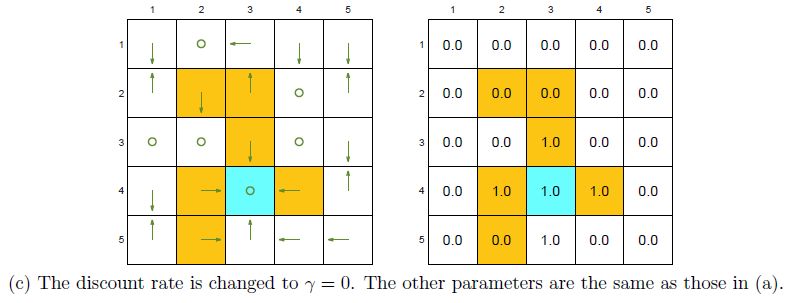 1 2 3 4 5 1 2 3 4 5
1 1 0.0 0.0 0.0 0.0 0.0
2 2 0.0 0.0 0.0 0.0 0.0
3 3 0.0 0.0 1.0 0.0 0.0
4 4 0.0 1.0 1.0 1.0 0.0
5 5 0.0 0.0 1.0 0.0 0.0
(c) The discount rate is changed to γ = 0. The other parameters are the same as those in (a).